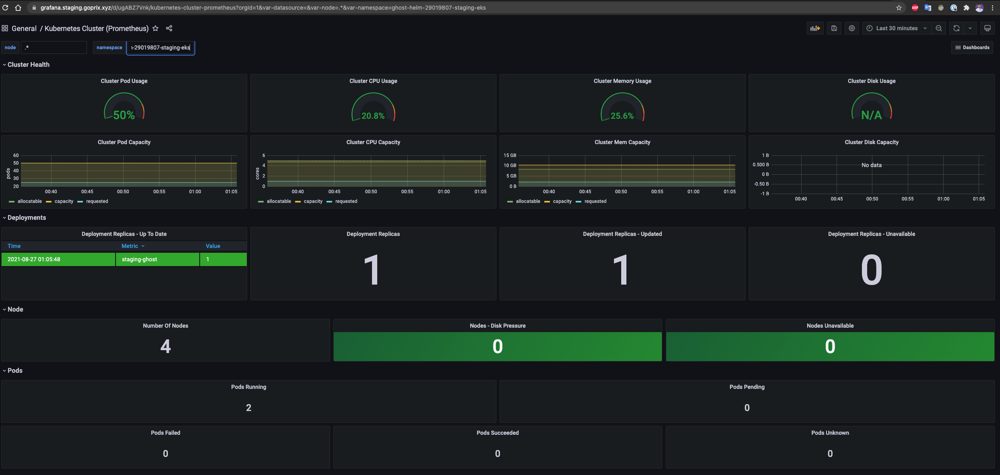 grafana.staging.goprix.xyz/d/ugABZ7Vnk/kubernetes-cluster-prometheus?orgId=1&var-datasource=&var-node=.*&var-namespace=ghost-helm-29019807-staging-eks
ABP
General / Kubernetes Cluster (Prometheus)
Last 30 minutes
node .* namespace -29019807-staging-eks
Dashboards
Cluster Health
Cluster Pod Usage
50%
Cluster CPU Usage
20.8%
Cluster Memory Usage
25.6%
Cluster Disk Usage
N/A
Cluster Pod Capacity
pods
60
50
40
30
20
00:40 00:45 00:50 00:55 01:00 01:05
allocatable capacity requested
Cluster CPU Capacity
cores
6
4
2
0
00:40 00:45 00:50 00:55 01:00 01:05
allocatable capacity requested
Cluster Mem Capacity
15 GB
10 GB
5 GB
0 B
00:40 00:45 00:50 00:55 01:00 01:05
allocatable capacity requested
Cluster Disk Capacity
1 B
0.500 B
0 B
-0.50 B
-1 B
No data
00:40 00:45 00:50 00:55 01:00 01:05
Deployments
Deployment Replicas - Up To Date
Time Metric Value
2021-08-27 01:05:48 staging-ghost 1
Deployment Replicas
1
Deployment Replicas - Updated
1
Deployment Replicas - Unavailable
0
Node
Number Of Nodes
4
Nodes - Disk Pressure
0
Nodes Unavailable
0
Pods
Pods Running
2
Pods Pending
0
Pods Failed
0
Pods Succeeded
0
Pods Unknown
0